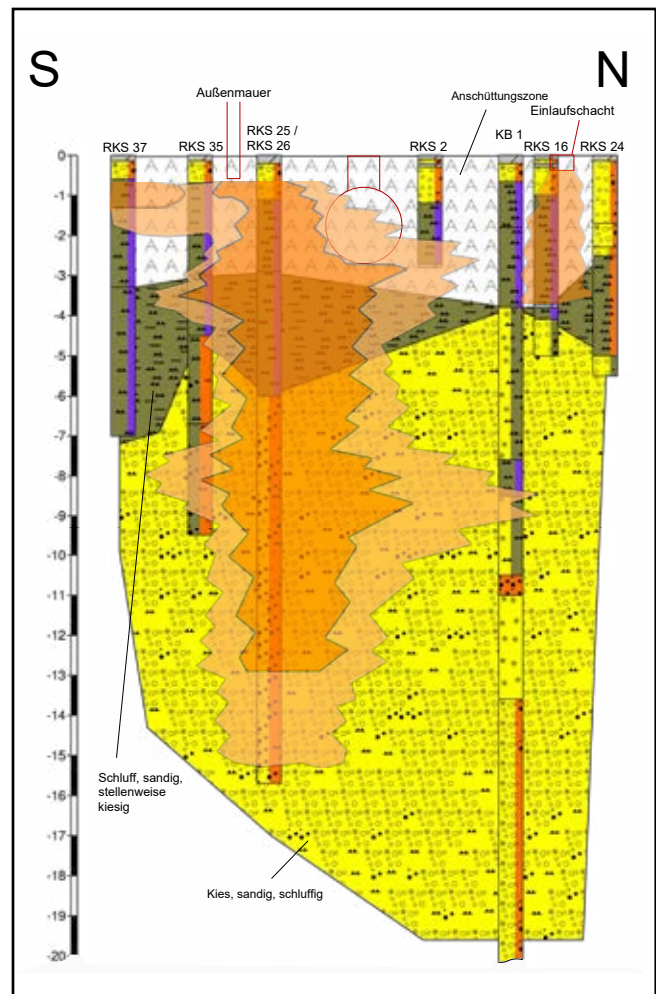 S
N
Außenmauer
Anschüttungszone
Einlaufschacht
RKS 37
RKS 35
RKS 25 /
RKS 26
RKS 2
KB 1
RKS 16
RKS 24
0
-1
-2
-3
-4
-5
-6
-7
-8
-9
-10
-11
-12
-13
-14
-15
-16
-17
-18
-19
-20
Schluff, sandig,
stellenweise
kiesig
Kies, sandig, schluffig